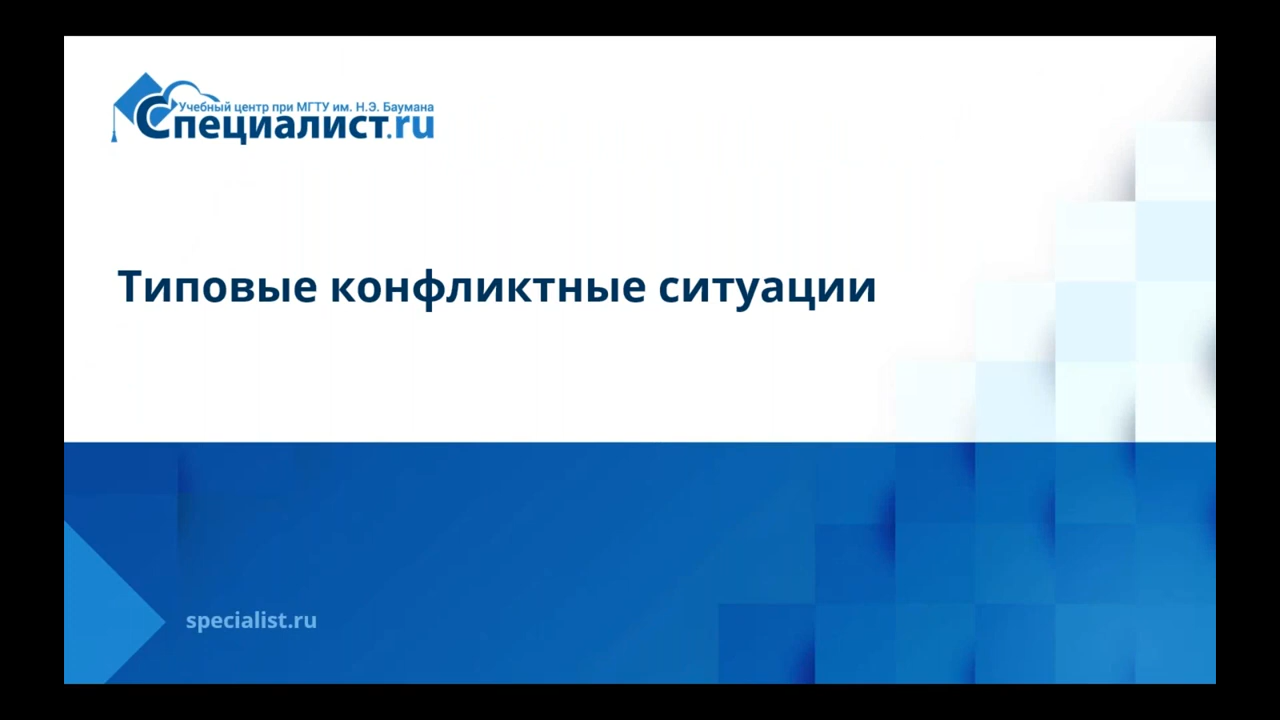 Учебный центр при МГТУ им. Н.Э. Баумана
Специалист.ru
Типовые конфликтные ситуации
specialist.ru